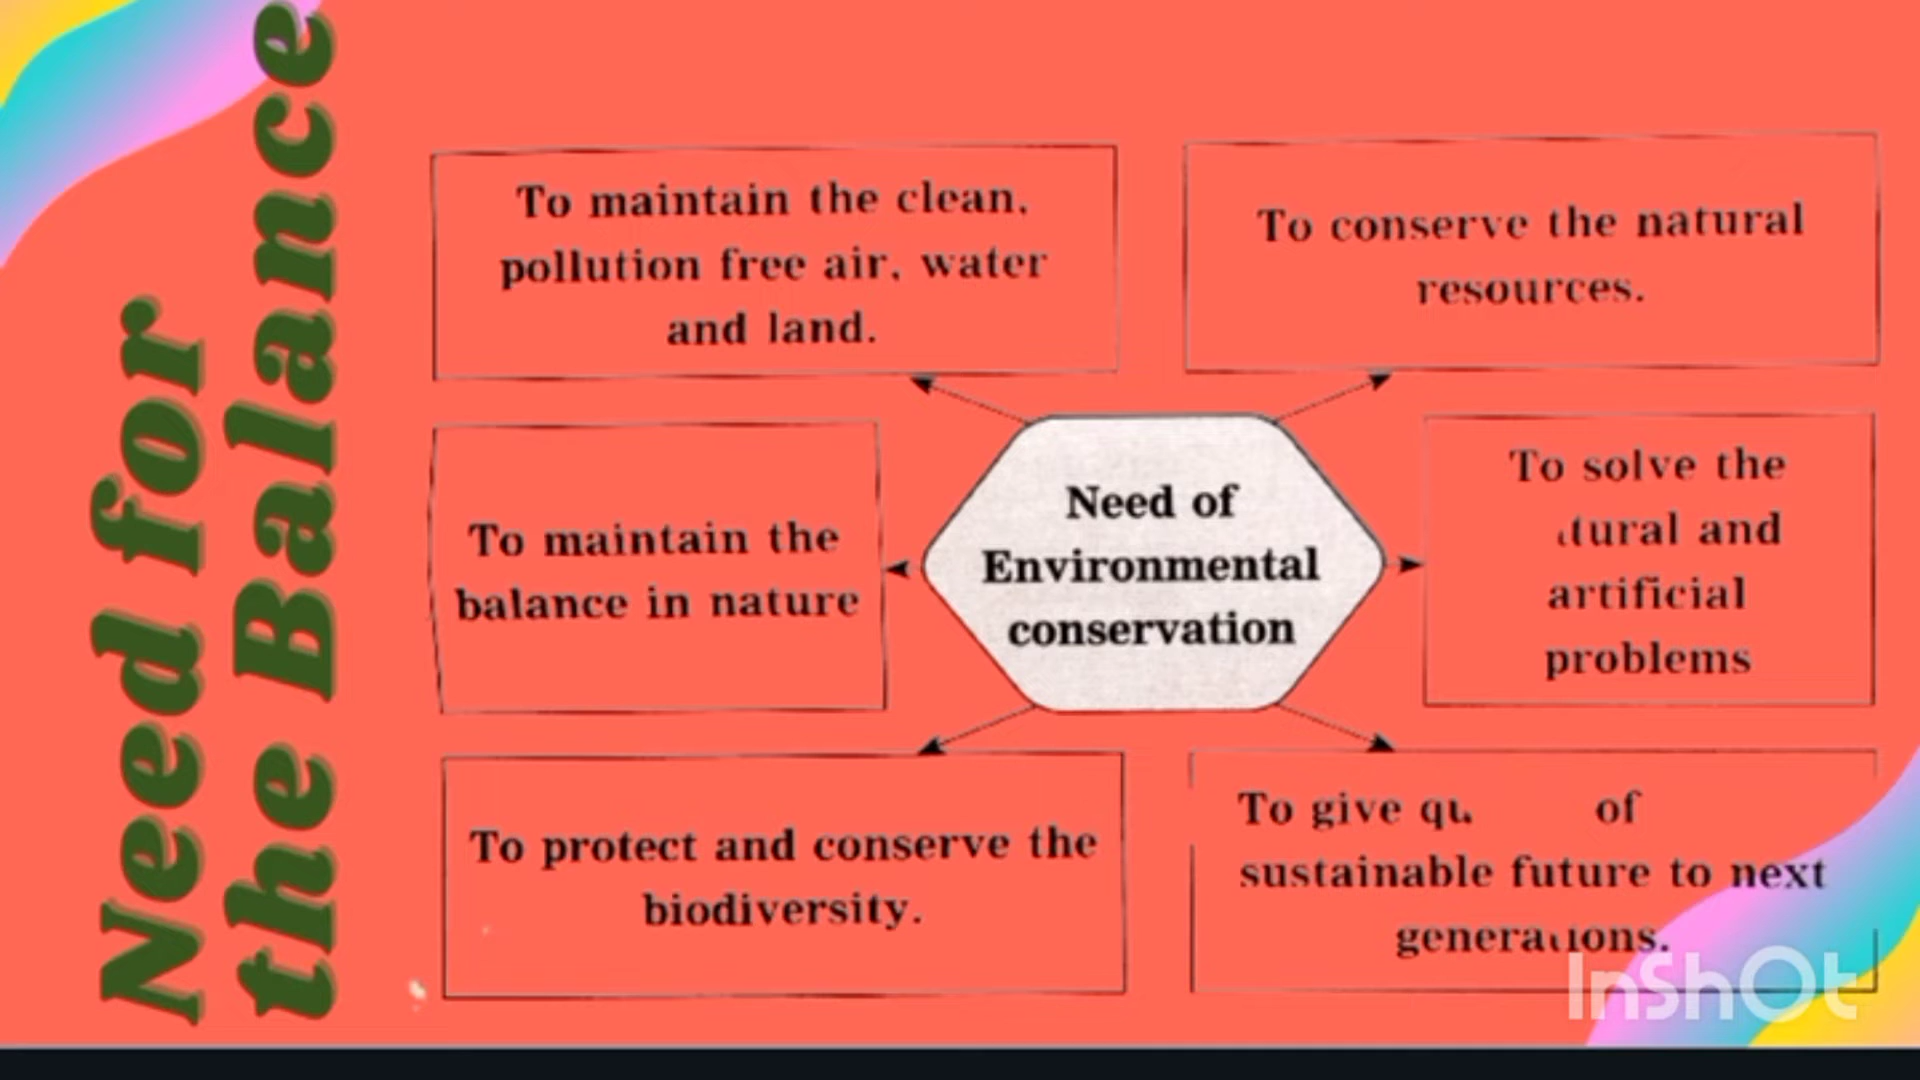 Need for
the Balance
To maintain the clean,
pollution free air, water
and land.
To conserve the natural
resources.
To maintain the
balance in nature
Need of
Environmental
conservation
To solve the
and
artificial
problems
To protect and conserve the
biodiversity.
To give of
sustainable future to next
generations.
InShOt